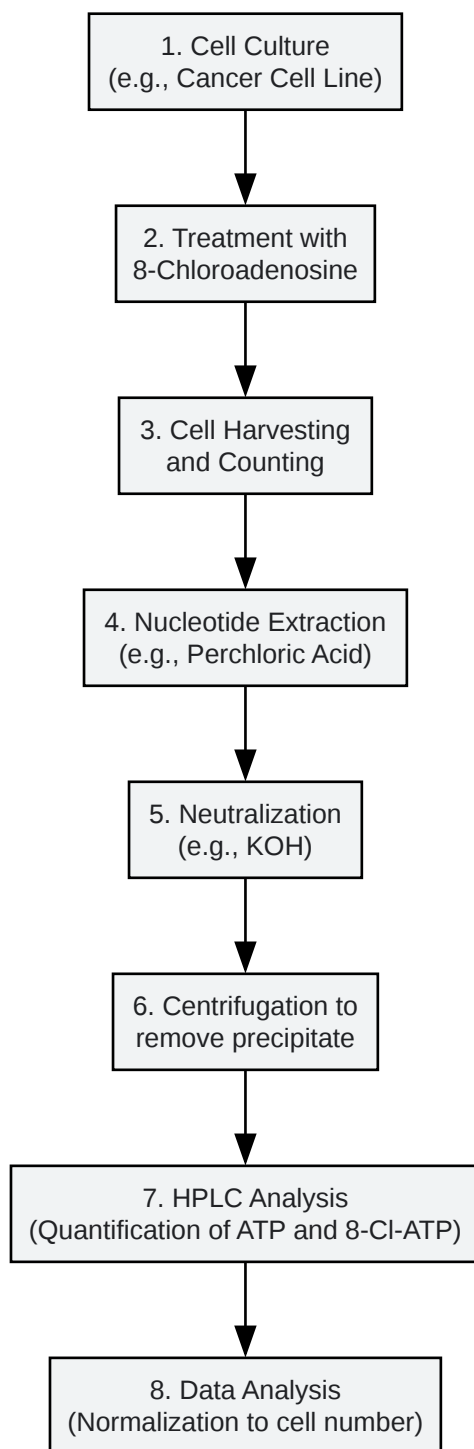 1. Cell Culture
(e.g., Cancer Cell Line)
2. Treatment with
8-Chloroadenosine
3. Cell Harvesting
and Counting
4. Nucleotide Extraction
(e.g., Perchloric Acid)
5. Neutralization
(e.g., KOH)
6. Centrifugation to
remove precipitate
7. HPLC Analysis
(Quantification of ATP and 8-Cl-ATP)
8. Data Analysis
(Normalization to cell number)